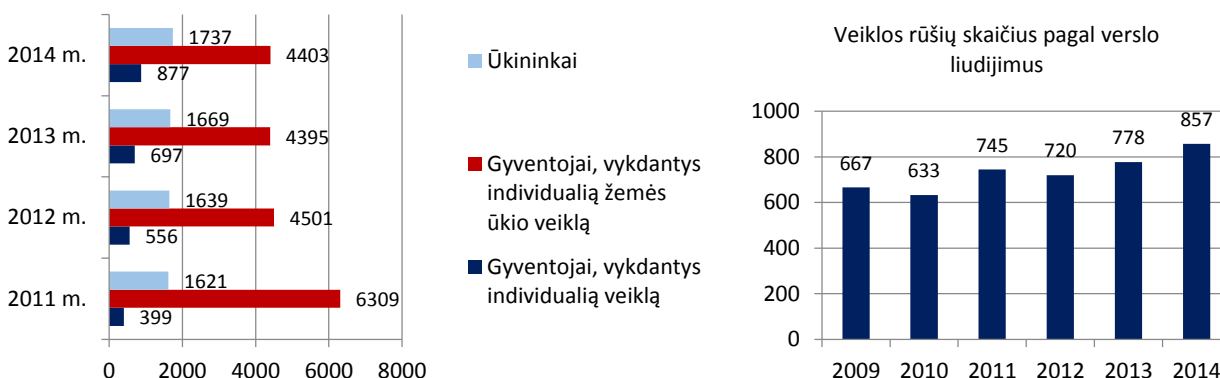 2014 m.
1737
4403
877
2013 m.
1669
4395
697
2012 m.
1639
4501
556
2011 m.
1621
6309
399
0 2000 4000 6000 8000
Ūkininkai
Gyventojai, vykdantys
individualią žemės
ūkio veiklą
Gyventojai, vykdantys
individualią veiklą
Veiklos rūšių skaičius pagal verslo
liudijimus
1000
800
600
400
200
0
667 633 745 720 778 857
2009 2010 2011 2012 2013 2014